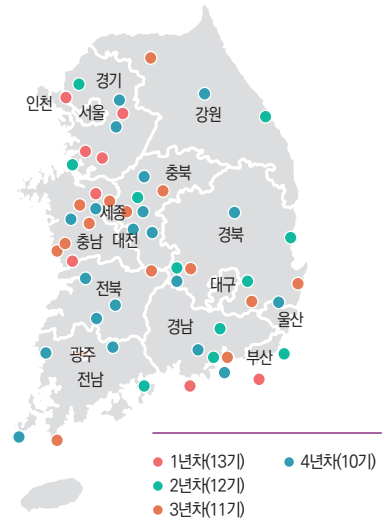 경기
인천
서울
강원
충북
세종
충남
대전
경북
전북
대구
경남
울산
광주
부산
전남
1년차(13기)
4년차(10기)
2년차(12기)
3년차(11기)